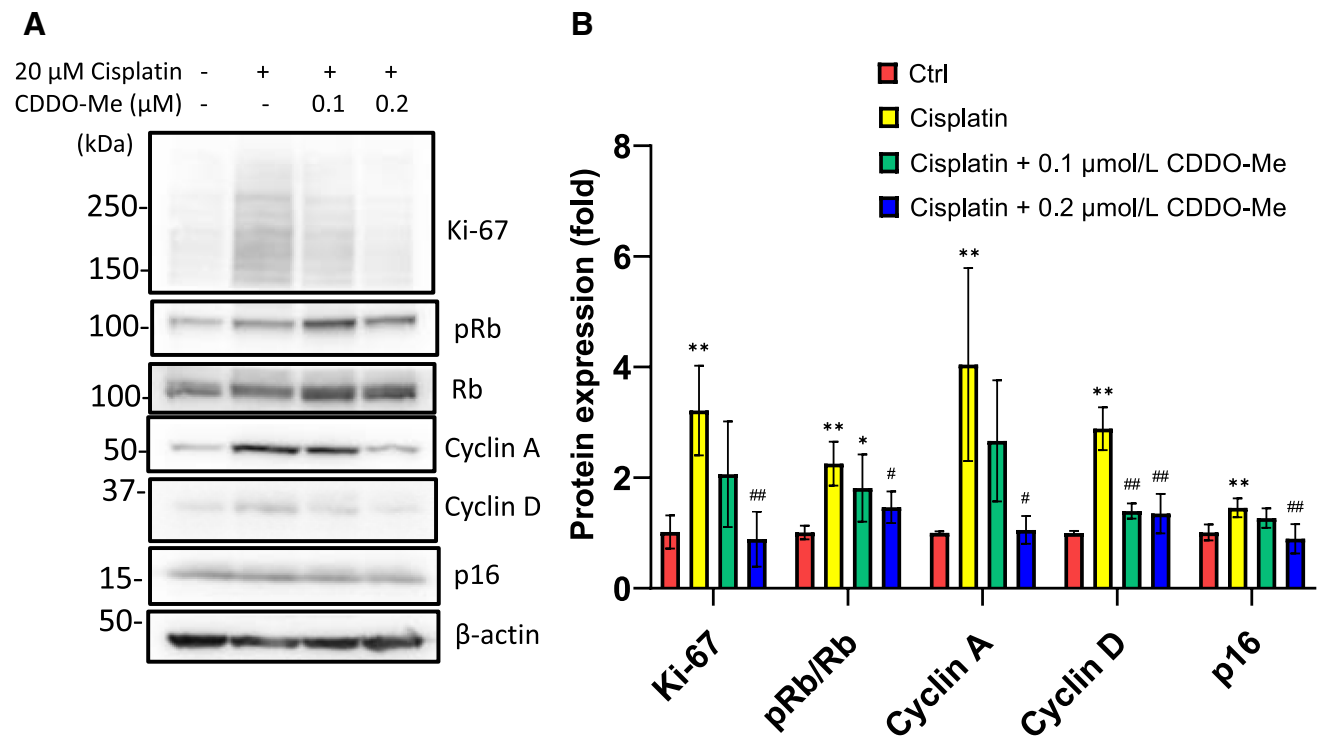 A
20 μM Cisplatin - + + +
CDDO-Me (μM) - - 0.1 0.2
(kDa)
250-
150-
Ki-67
100-
pRb
100-
Rb
50-
Cyclin A
37-
Cyclin D
15-
p16
50-
β-actin
B
Ctrl
Cisplatin
Cisplatin + 0.1 μmol/L CDDO-Me
Cisplatin + 0.2 μmol/L CDDO-Me
Protein expression (fold)
8
6
4
2
0
** ##
** * #
** #
** ## ##
** ##
Ki-67
pRb/Rb
Cyclin A
Cyclin D
p16